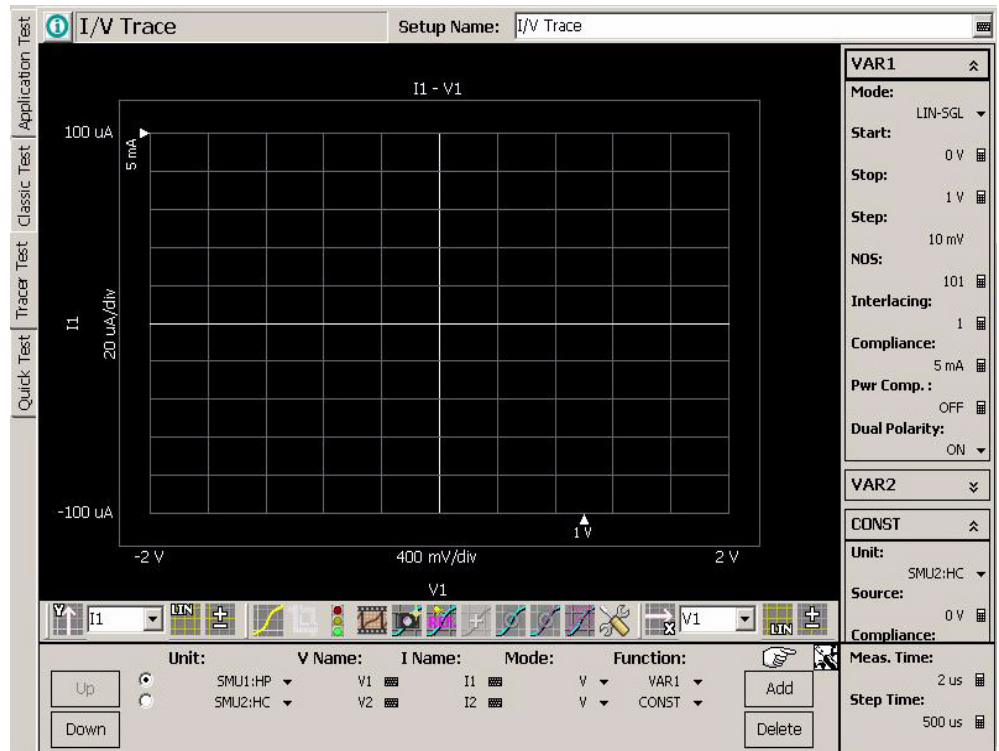 Application Test
Classic Test
Tracer Test
Quick Test
I/V Trace
Setup Name: I/V Trace
I1 - V1
100 uA
5 mA
I1
20 uA/div
-100 uA
1 V
-2 V
400 mV/div
2 V
V1
VAR1
Mode:
LIN-SGL
Start:
0 V
Stop:
1 V
Step:
10 mV
NOS:
101
Interlacing:
1
Compliance:
5 mA
Pwr Comp. :
OFF
Dual Polarity:
ON
VAR2
CONST
Unit:
SMU2:HC
Source:
0 V
Compliance:
Y I1 LIN REF. X V1 LIN
Unit: V Name: I Name: Mode: Function:
Up SMU1:HP V1 I1 V VAR1 Add
SMU2:HC V2 I2 V CONST
Down Delete
Meas. Time:
2 us
Step Time:
500 us